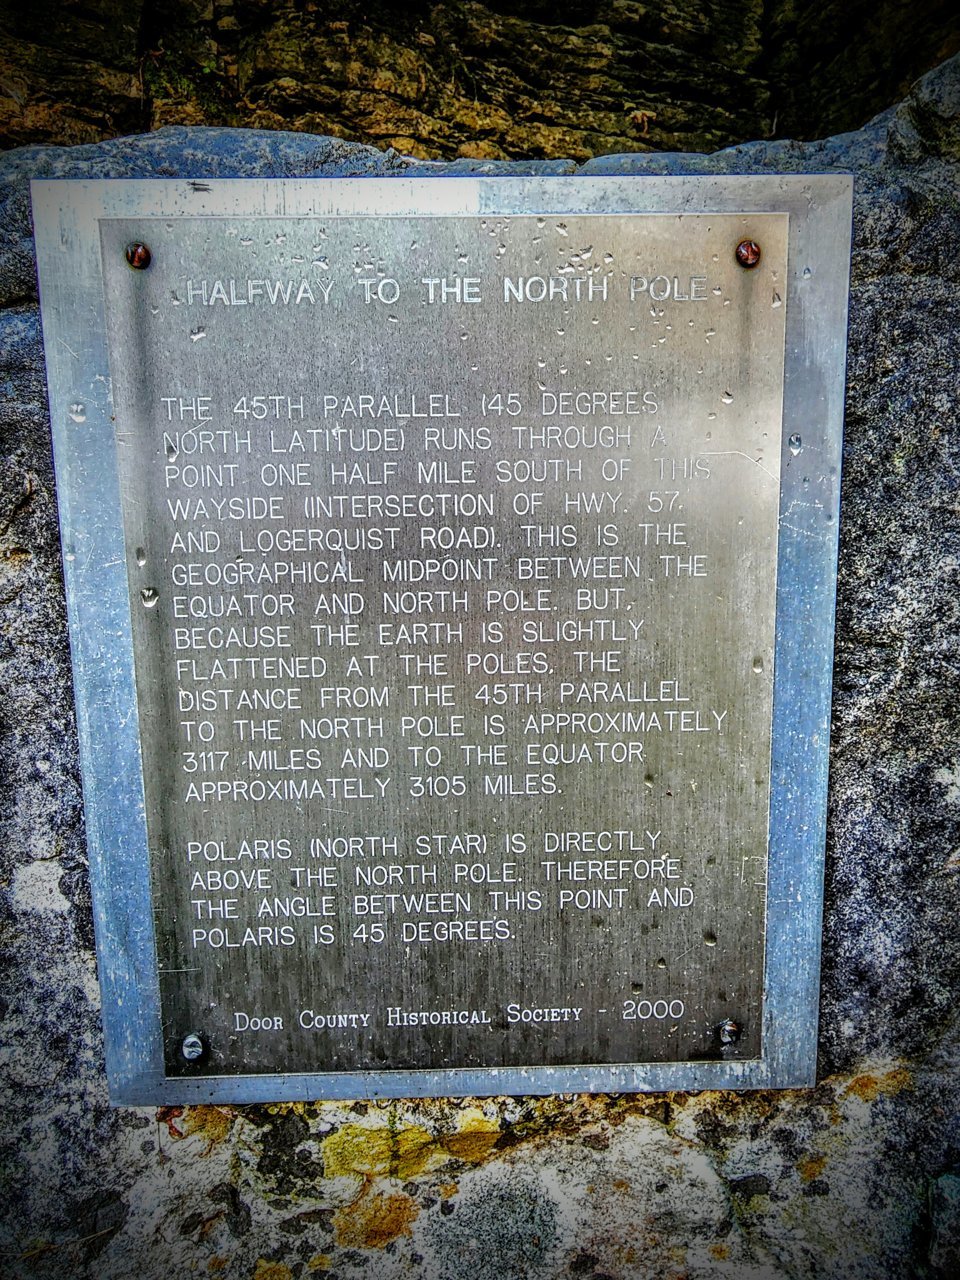 HALFWAY TO THE NORTH POLE
THE 45TH PARALLEL (45 DEGREES
NORTH LATITUDE) RUNS THROUGH A
POINT ONE HALF MILE SOUTH OF THIS
WAYSIDE (INTERSECTION OF HWY. 57,
AND LOGERQUIST ROAD). THIS IS THE
GEOGRAPHICAL MIDPOINT BETWEEN THE
EQUATOR AND NORTH POLE. BUT,
BECAUSE THE EARTH IS SLIGHTLY
FLATTENED AT THE POLES, THE
DISTANCE FROM THE 45TH PARALLEL
TO THE NORTH POLE IS APPROXIMATELY
3117 MILES AND TO THE EQUATOR
APPROXIMATELY 3105 MILES.
POLARIS (NORTH STAR) IS DIRECTLY
ABOVE THE NORTH POLE. THEREFORE
THE ANGLE BETWEEN THIS POINT AND
POLARIS IS 45 DEGREES.
DOOR COUNTY HISTORICAL SOCIETY - 2000